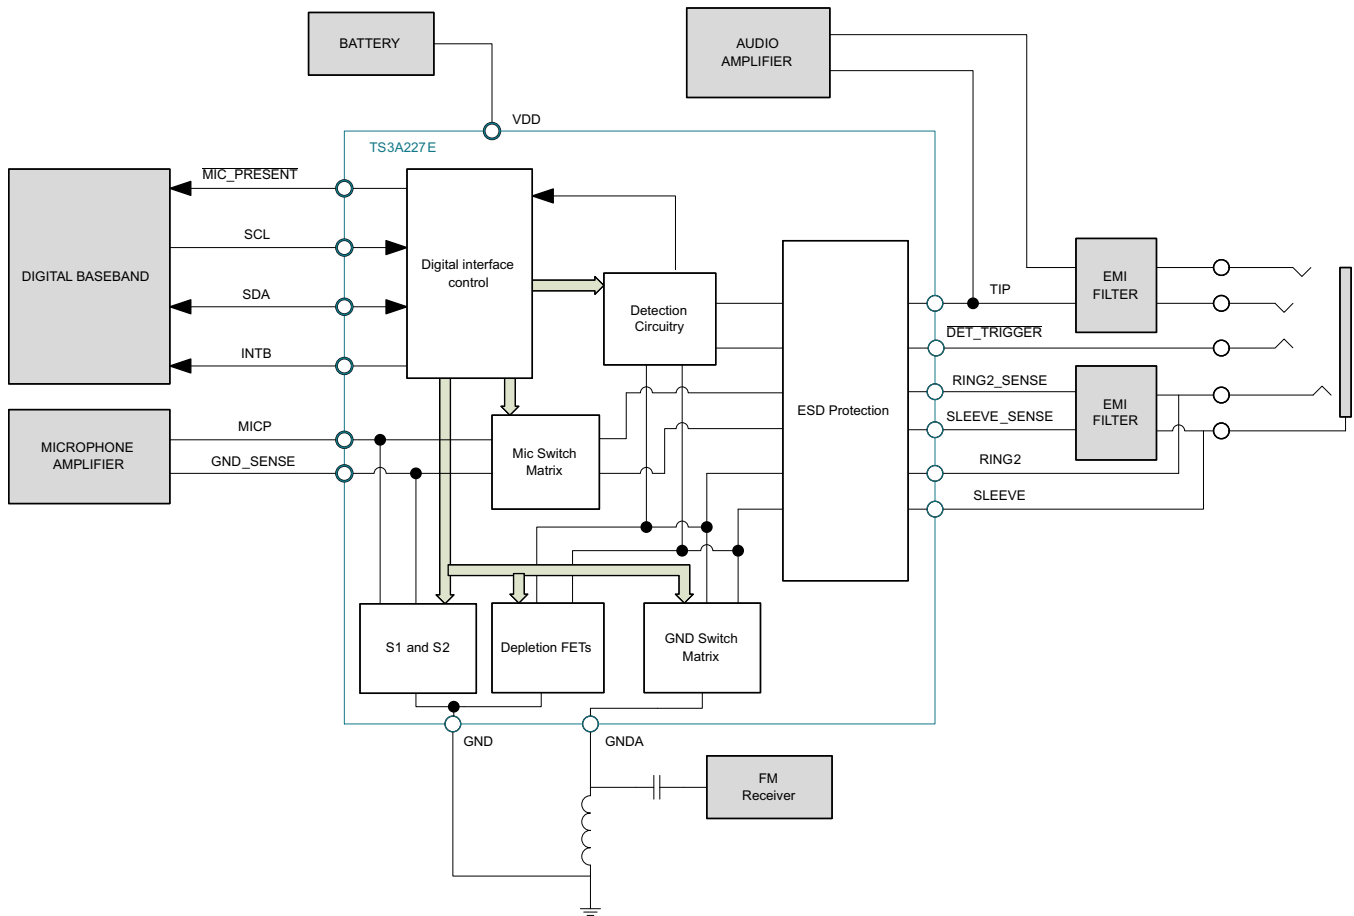 BATTERY
AUDIO
AMPLIFIER
VDD
TS3A227E
MIC_PRESENT
SCL
DIGITAL BASEBAND
SDA
INTB
Digital interface
control
Detection
Circuitry
TIP
EMI
FILTER
DET_TRIGGER
RING2_SENSE
SLEEVE_SENSE
EMI
FILTER
ESD Protection
MICROPHONE
AMPLIFIER
MICP
GND_SENSE
Mic Switch
Matrix
RING2
SLEEVE
S1 and S2
Depletion FETs
GND Switch
Matrix
GND
GNDA
FM
Receiver